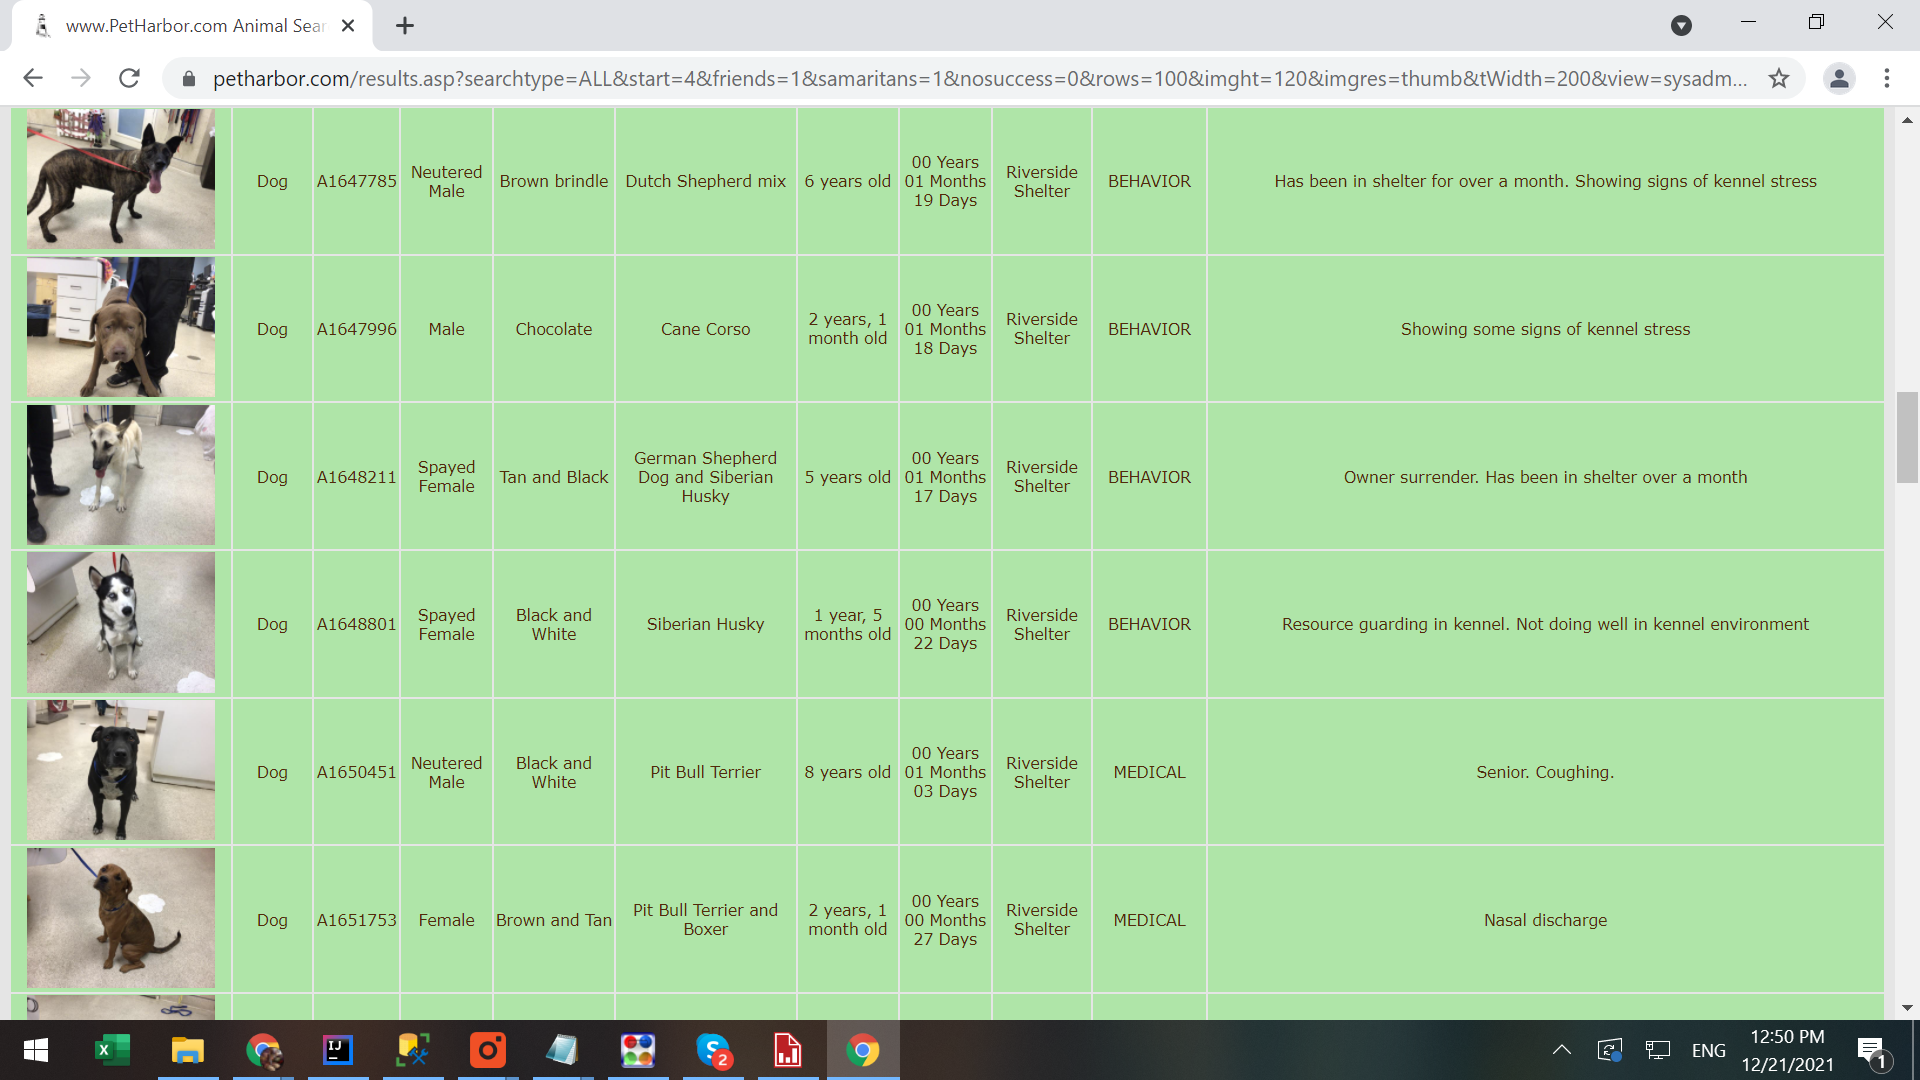 www.PetHarbor.com Animal Sear
petharbor.com/results.asp?searchtype=ALL&start=4&friends=1&samaritans=1&nosuccess=0&rows=100&imght=120&imgres=thumb&tWidth=200&view=sysadm...
Dog
A1647785
Neutered
Male
Brown brindle
Dutch Shepherd mix
6 years old
00 Years
01 Months
19 Days
Riverside
Shelter
BEHAVIOR
Has been in shelter for over a month. Showing signs of kennel stress
Dog
A1647996
Male
Chocolate
Cane Corso
2 years, 1
month old
00 Years
01 Months
18 Days
Riverside
Shelter
BEHAVIOR
Showing some signs of kennel stress
Dog
A1648211
Spayed
Female
Tan and Black
German Shepherd
Dog and Siberian
Husky
5 years old
00 Years
01 Months
17 Days
Riverside
Shelter
BEHAVIOR
Owner surrender. Has been in shelter over a month
Dog
A1648801
Spayed
Female
Black and
White
Siberian Husky
1 year, 5
months old
00 Years
00 Months
22 Days
Riverside
Shelter
BEHAVIOR
Resource guarding in kennel. Not doing well in kennel environment
Dog
A1650451
Neutered
Male
Black and
White
Pit Bull Terrier
8 years old
00 Years
01 Months
03 Days
Riverside
Shelter
MEDICAL
Senior. Coughing.
Dog
A1651753
Female
Brown and Tan
Pit Bull Terrier and
Boxer
2 years, 1
month old
00 Years
00 Months
27 Days
Riverside
Shelter
MEDICAL
Nasal discharge
X
IJ
S
2
ENG
12:50 PM
12/21/2021
1